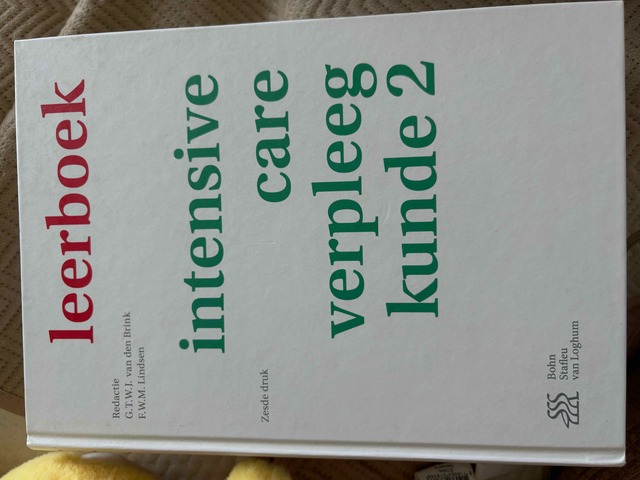 leerboek
Redactie
G.T.W.J. van den Brink
F.W.M. Lindsen
intensive
care
verpleeg
kunde 2
Zesde druk
Bohn
Stafleu
van Loghum